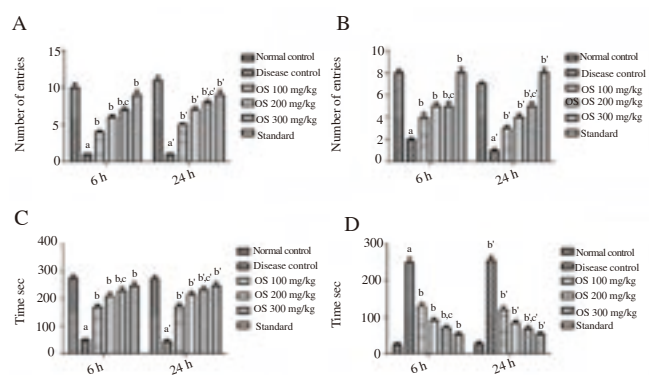 A
Number of entries
15
10
5
0
a
b
b
b,c
b
a'
b'
b'
b',c'
b'
6 h
24 h
Normal control
Disease control
OS 100 mg/kg
OS 200 mg/kg
OS 300 mg/kg
Standard
B
Number of entries
10
8
6
4
2
0
a
b
b
b,c
b
a'
b'
b'
b',c'
b'
6 h
24 h
Normal control
Disease control
OS 100 mg/kg
OS 200 mg/kg
OS 300 mg/kg
Standard
C
Time sec
400
300
200
100
0
a
b
b
b,c
b
a'
b'
b'
b',c'
b'
6 h
24 h
Normal control
Disease control
OS 100 mg/kg
OS 200 mg/kg
OS 300 mg/kg
Standard
D
Time sec
300
200
100
0
a
b
b
b,c
b
b'
b'
b'
b',c'
b'
6 h
24 h
Normal control
Disease control
OS 100 mg/kg
OS 200 mg/kg
OS 300 mg/kg
Standard